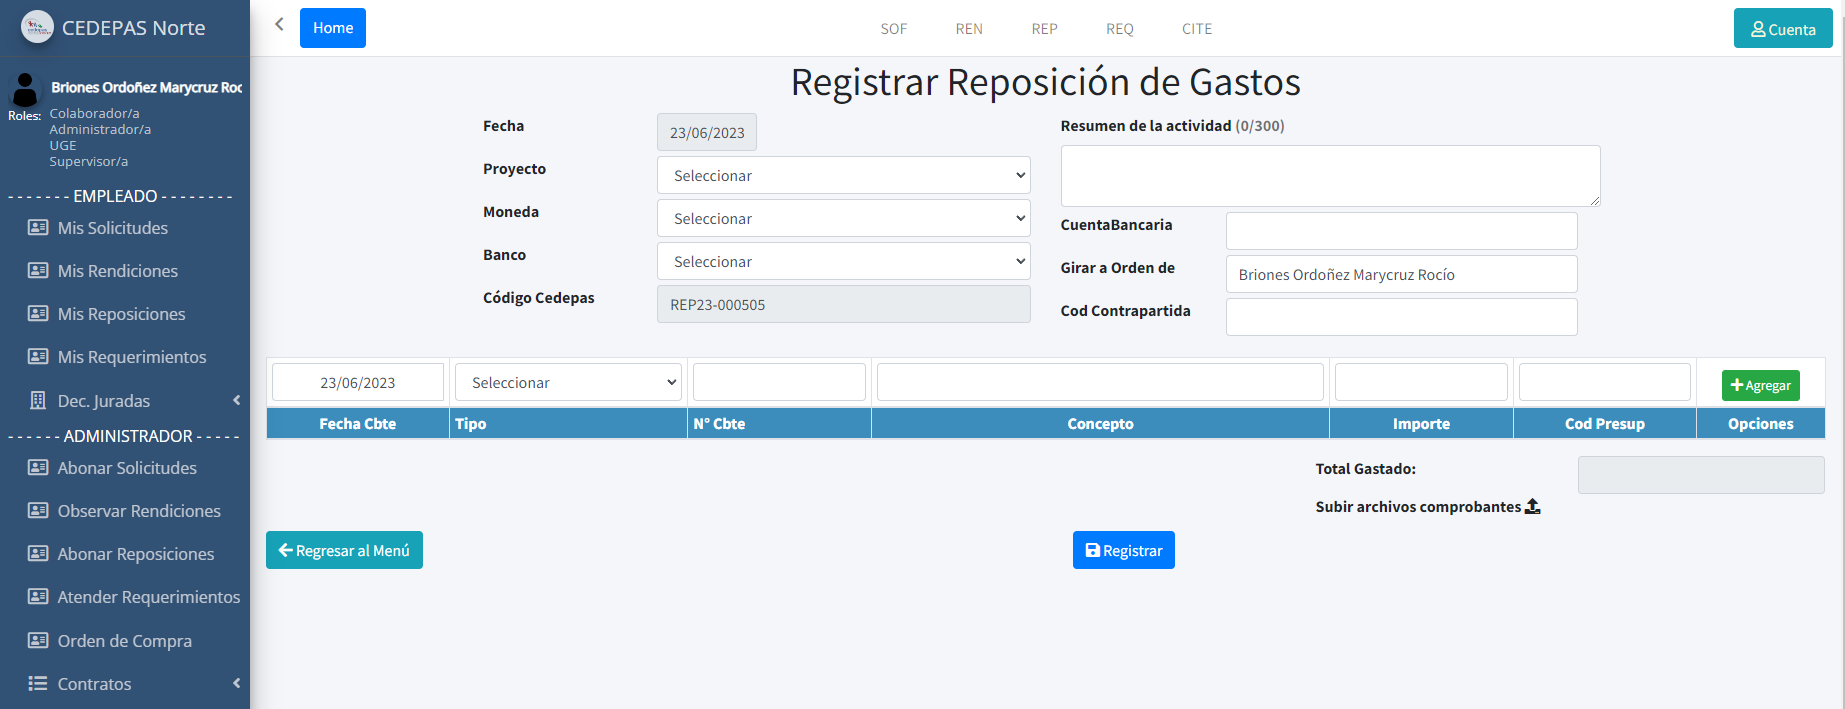 CEDEPAS Norte
Briones Ordoñez Marycruz Roc
Roles:
Colaborador/a
Administrador/a
UGE
Supervisor/a
- - - - - - - EMPLEADO - - - - - - - -
Mis Solicitudes
Mis Rendiciones
Mis Reposiciones
Mis Requerimientos
Dec. Juradas
- - - - - - ADMINISTRADOR - - - - -
Abonar Solicitudes
Observar Rendiciones
Abonar Reposiciones
Atender Requerimientos
Orden de Compra
Contratos
Home
SOF REN REP REQ CITE
Cuenta
Registrar Reposición de Gastos
Fecha 23/06/2023
Proyecto Seleccionar
Moneda Seleccionar
Banco Seleccionar
Código Cedepas REP23-000505
Resumen de la actividad (0/300)
CuentaBancaria
Girar a Orden de Briones Ordoñez Marycruz Rocío
Cod Contrapartida
23/06/2023 Seleccionar Agregar
Fecha Cbte Tipo N° Cbte Concepto Importe Cod Presup Opciones
Total Gastado:
Subir archivos comprobantes
Regresar al Menú
Registrar